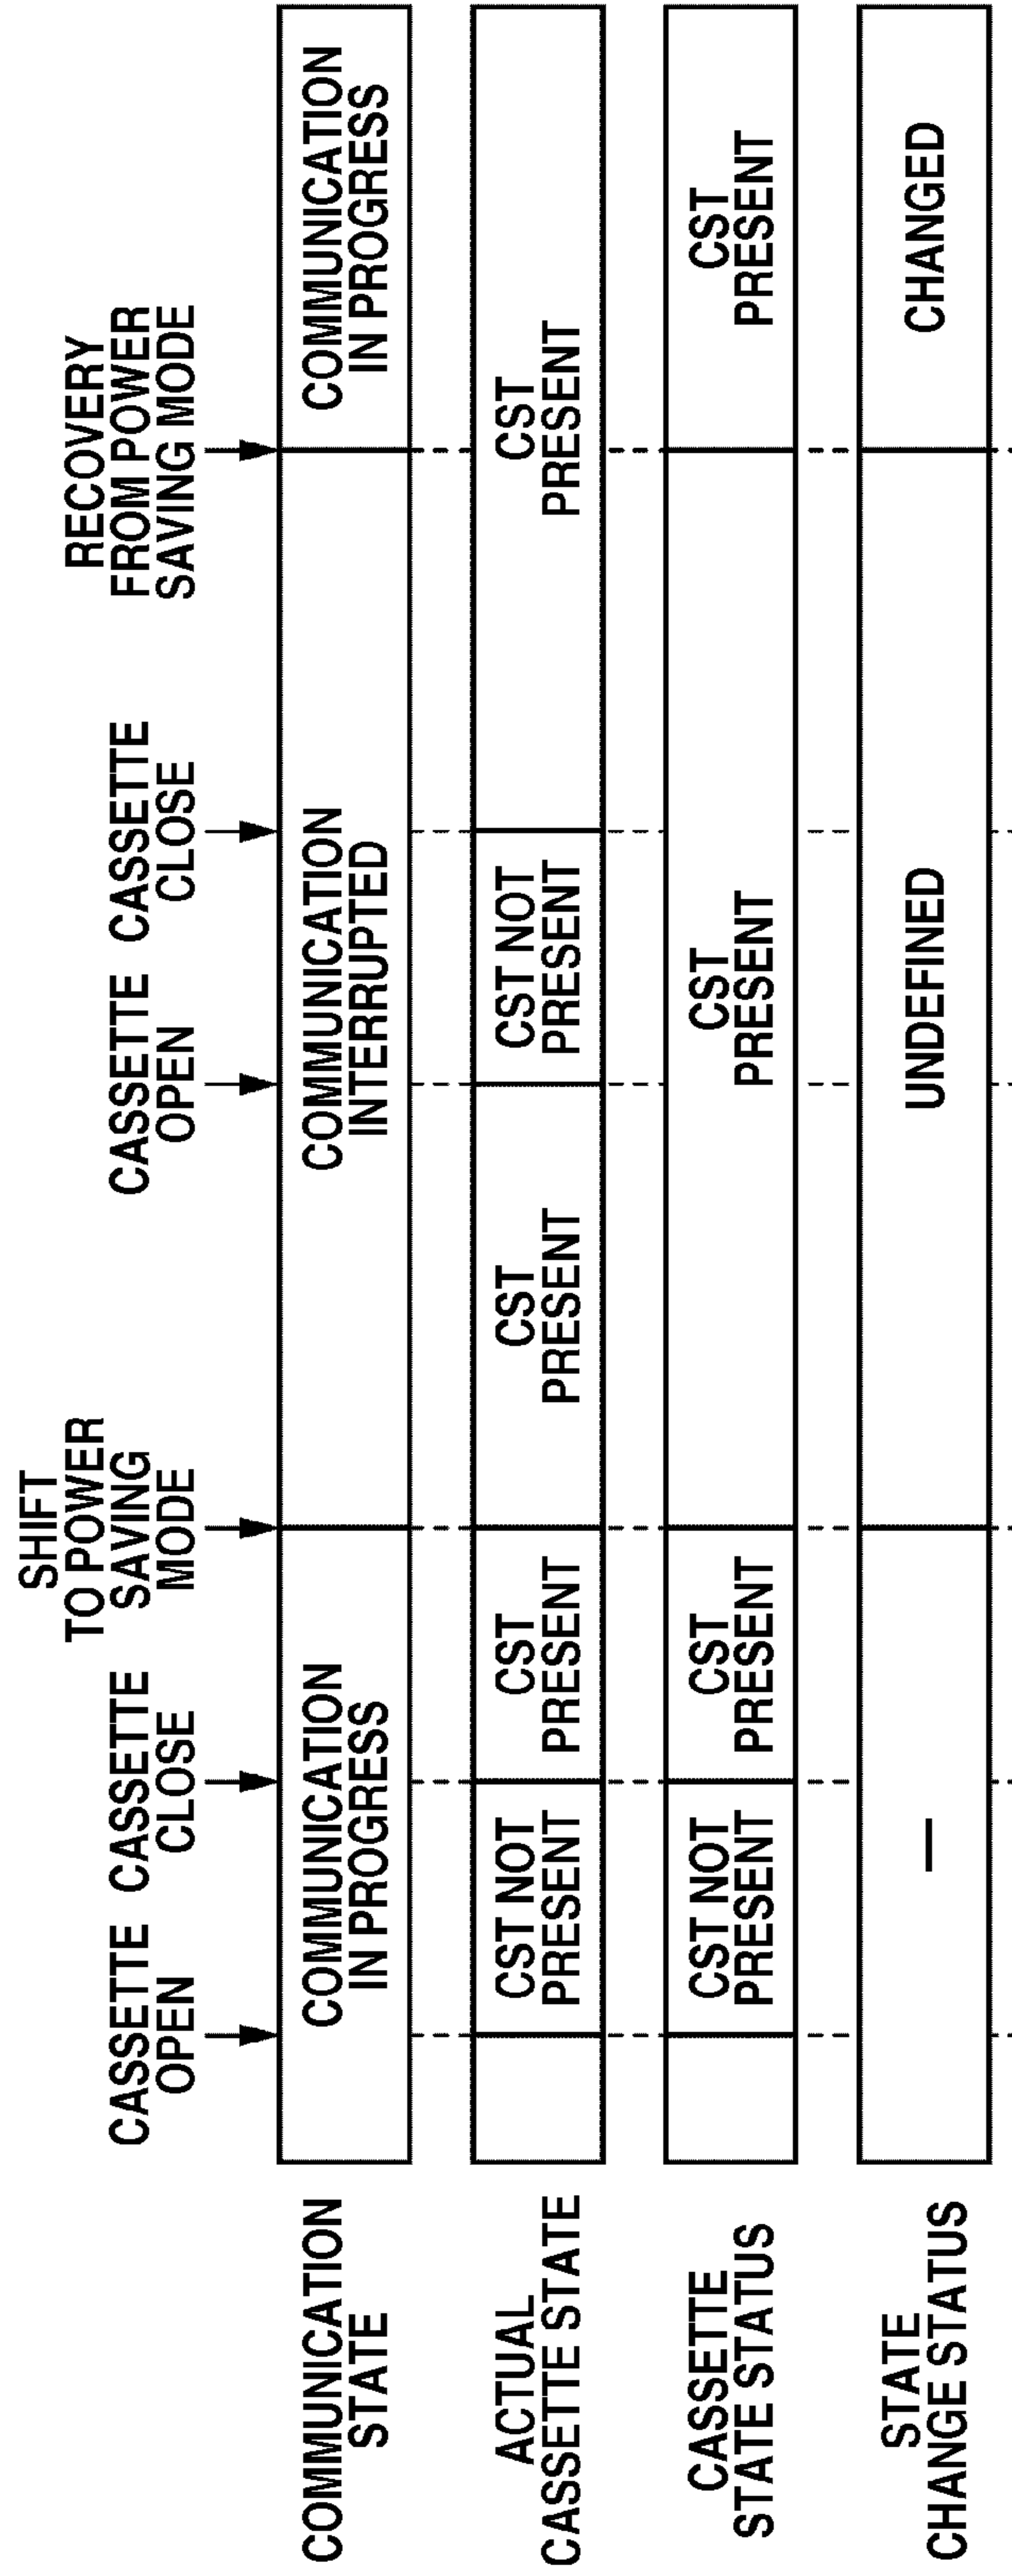 CASSETTE
OPEN
CASSETTE
CLOSE
SHIFT
TO POWER
SAVING
MODE
CASSETTE
OPEN
CASSETTE
CLOSE
RECOVERY
FROM POWER
SAVING MODE
COMMUNICATION
STATE
COMMUNICATION
IN PROGRESS
COMMUNICATION
INTERRUPTED
COMMUNICATION
IN PROGRESS
ACTUAL
CASSETTE STATE
CST NOT
PRESENT
CST
PRESENT
CST
PRESENT
CST NOT
PRESENT
CST
PRESENT
CASSETTE
STATE STATUS
CST NOT
PRESENT
CST
PRESENT
CST
PRESENT
CST
PRESENT
STATE
CHANGE STATUS
—
UNDEFINED
CHANGED